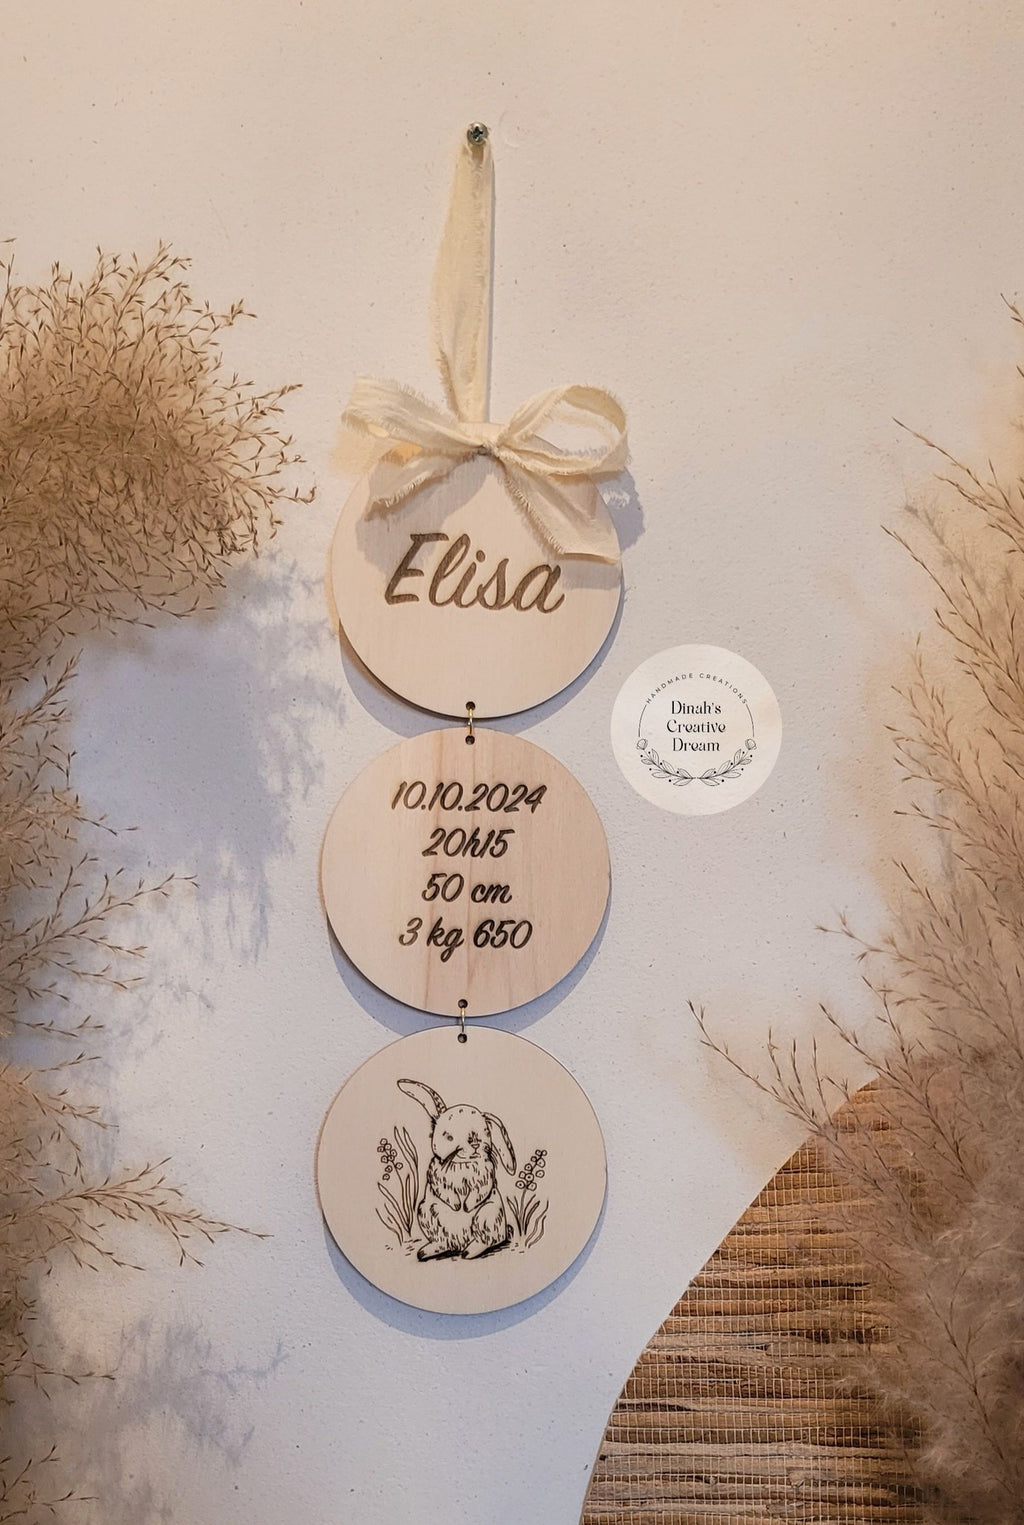 Elisa
10.10.2024
20h15
50 cm
3 kg 650
HANDMADE CREATIONS
Dinah's
Creative
Dream